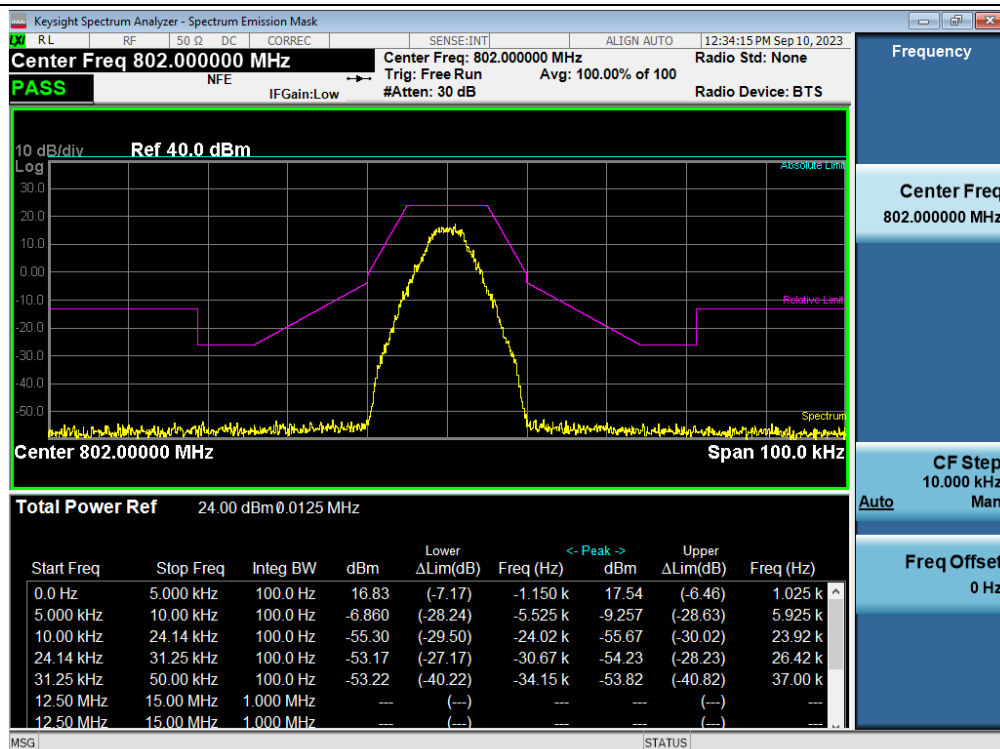 Keysight Spectrum Analyzer - Spectrum Emission Mask
LXI RL RF 50 Ω DC CORREC SENSE:INT ALIGN AUTO 12:34:15 PM Sep 10, 2023
Center Freq 802.000000 MHz
Center Freq: 802.000000 MHz Radio Std: None
NFE Trig: Free Run Avg: 100.00% of 100
PASS IFGain:Low #Atten: 30 dB Radio Device: BTS
10 dB/div Ref 40.0 dBm
Log
Absolute Limit
30.0
20.0
10.0
0.00
-10.0
Relative Limit
-20.0
-30.0
-40.0
-50.0
Spectrum
Center 802.00000 MHz Span 100.0 kHz
Total Power Ref 24.00 dBm/0.0125 MHz
Lower <- Peak -> Upper
Start Freq Stop Freq Integ BW dBm ΔLim(dB) Freq (Hz) dBm ΔLim(dB) Freq (Hz)
0.0 Hz 5.000 kHz 100.0 Hz 16.83 (-7.17) -1.150 k 17.54 (-6.46) 1.025 k
5.000 kHz 10.00 kHz 100.0 Hz -6.860 (-28.24) -5.525 k -9.257 (-28.63) 5.925 k
10.00 kHz 24.14 kHz 100.0 Hz -55.30 (-29.50) -24.02 k -55.67 (-30.02) 23.92 k
24.14 kHz 31.25 kHz 100.0 Hz -53.17 (-27.17) -30.67 k -54.23 (-28.23) 26.42 k
31.25 kHz 50.00 kHz 100.0 Hz -53.22 (-40.22) -34.15 k -53.82 (-40.82) 37.00 k
12.50 MHz 15.00 MHz 1.000 MHz --- (---) --- --- (---) ---
12.50 MHz 15.00 MHz 1.000 MHz --- (---) --- --- (---) ---
MSG STATUS
Frequency
Center Freq
802.000000 MHz
CF Step
10.000 kHz
Auto Man
Freq Offset
0 Hz